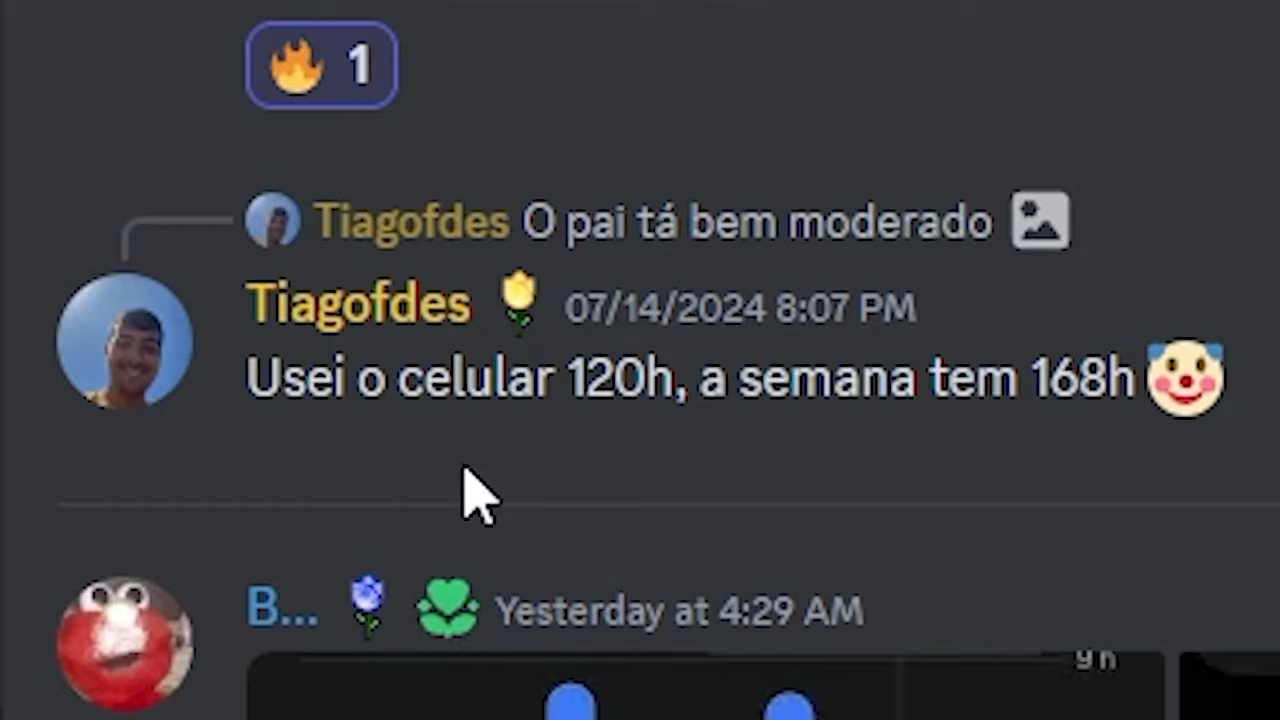 1
Tiagofdes O pai tá bem moderado
Tiagofdes 07/14/2024 8:07 PM
Usei o celular 120h, a semana tem 168h
B... Yesterday at 4:29 AM
9 h